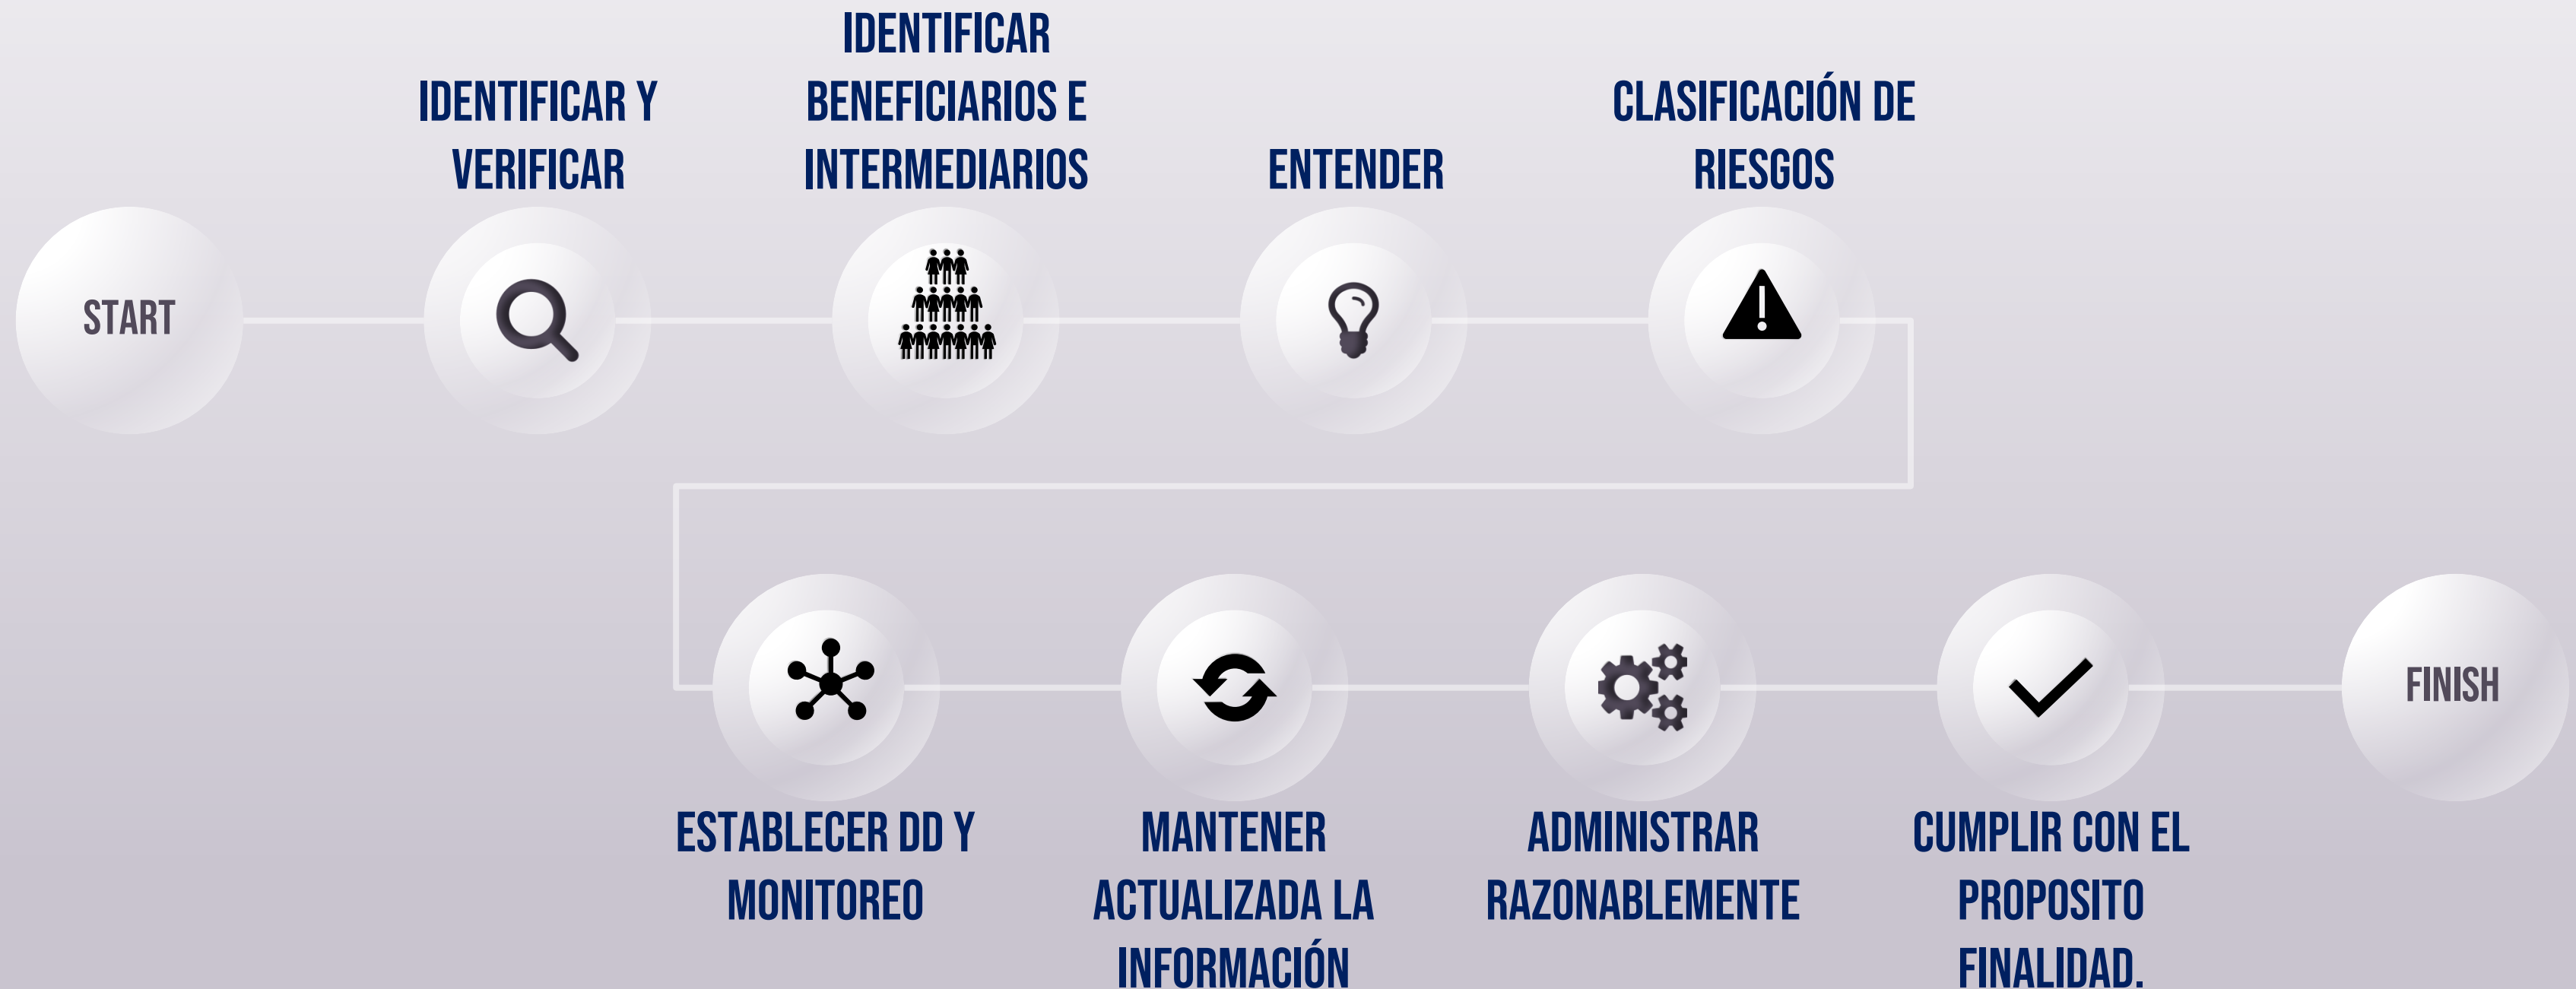 START
IDENTIFICAR Y
VERIFICAR
IDENTIFICAR
BENEFICIARIOS E
INTERMEDIARIOS
ENTENDER
CLASIFICACIÓN DE
RIESGOS
ESTABLECER DD Y
MONITOREO
MANTENER
ACTUALIZADA LA
INFORMACIÓN
ADMINISTRAR
RAZONABLEMENTE
CUMPLIR CON EL
PROPOSITO
FINALIDAD.
FINISH